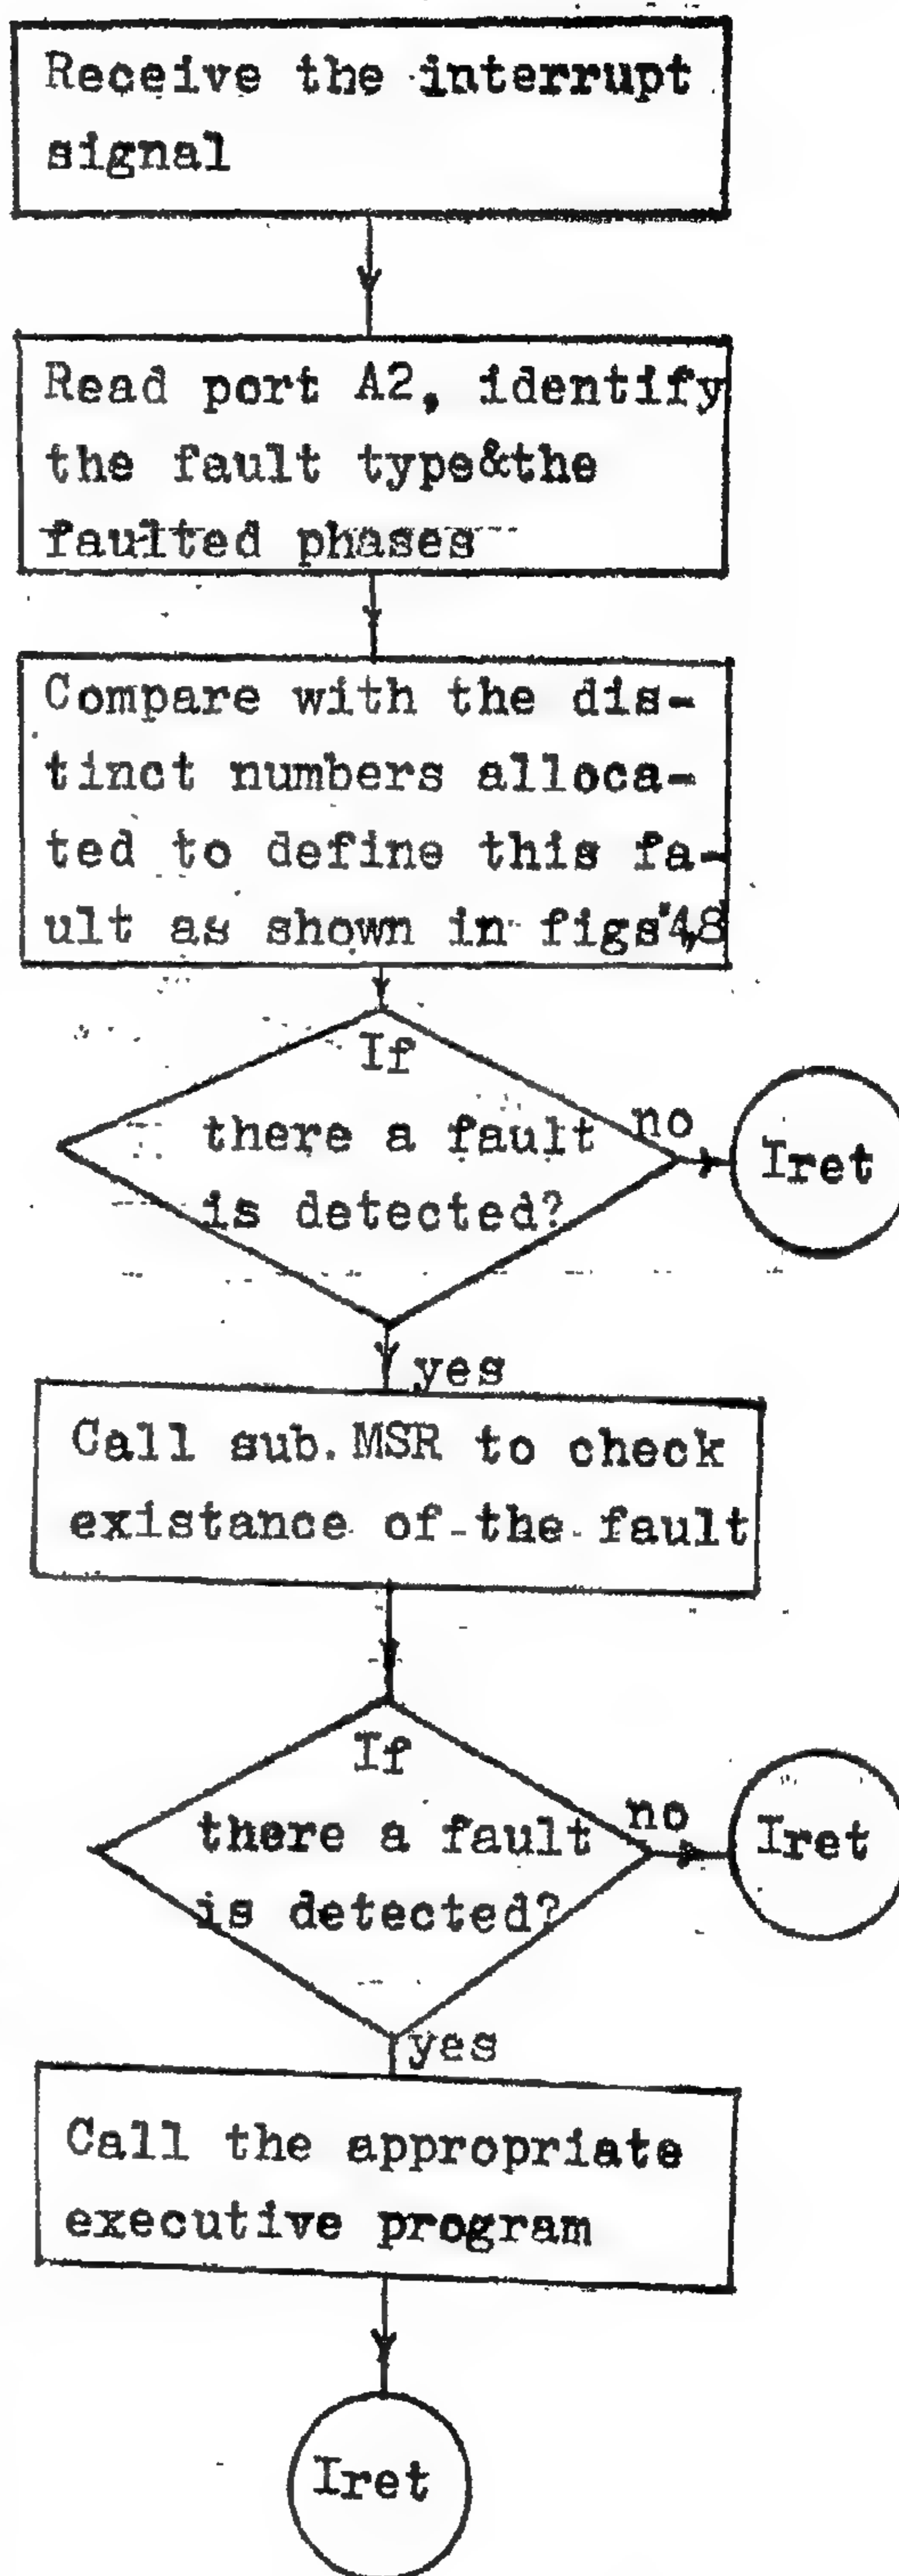 Receive the interrupt
signal
Read port A2, identify
the fault type&the
faulted phases
Compare with the dis-
tinct numbers alloca-
ted to define this fa-
ult as shown in figs 4,8
If
there a fault
is detected?
no
Iret
yes
Call sub.MSR to check
existance of the fault
If
there a fault
is detected?
no
Iret
yes
Call the appropriate
executive program
Iret